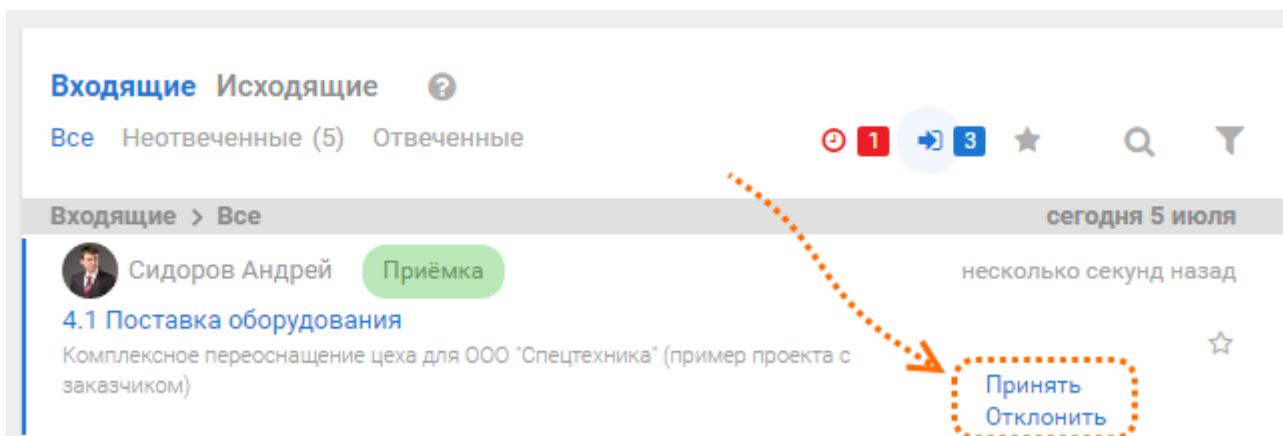 Входящие Исходящие ?
Все Неотвеченные (5) Отвеченные 1 3
Входящие > Все сегодня 5 июля
Сидоров Андрей Приёмка несколько секунд назад
4.1 Поставка оборудования
Комплексное переоснащение цеха для ООО "Спецтехника" (пример проекта с
заказчиком)
Принять
Отклонить